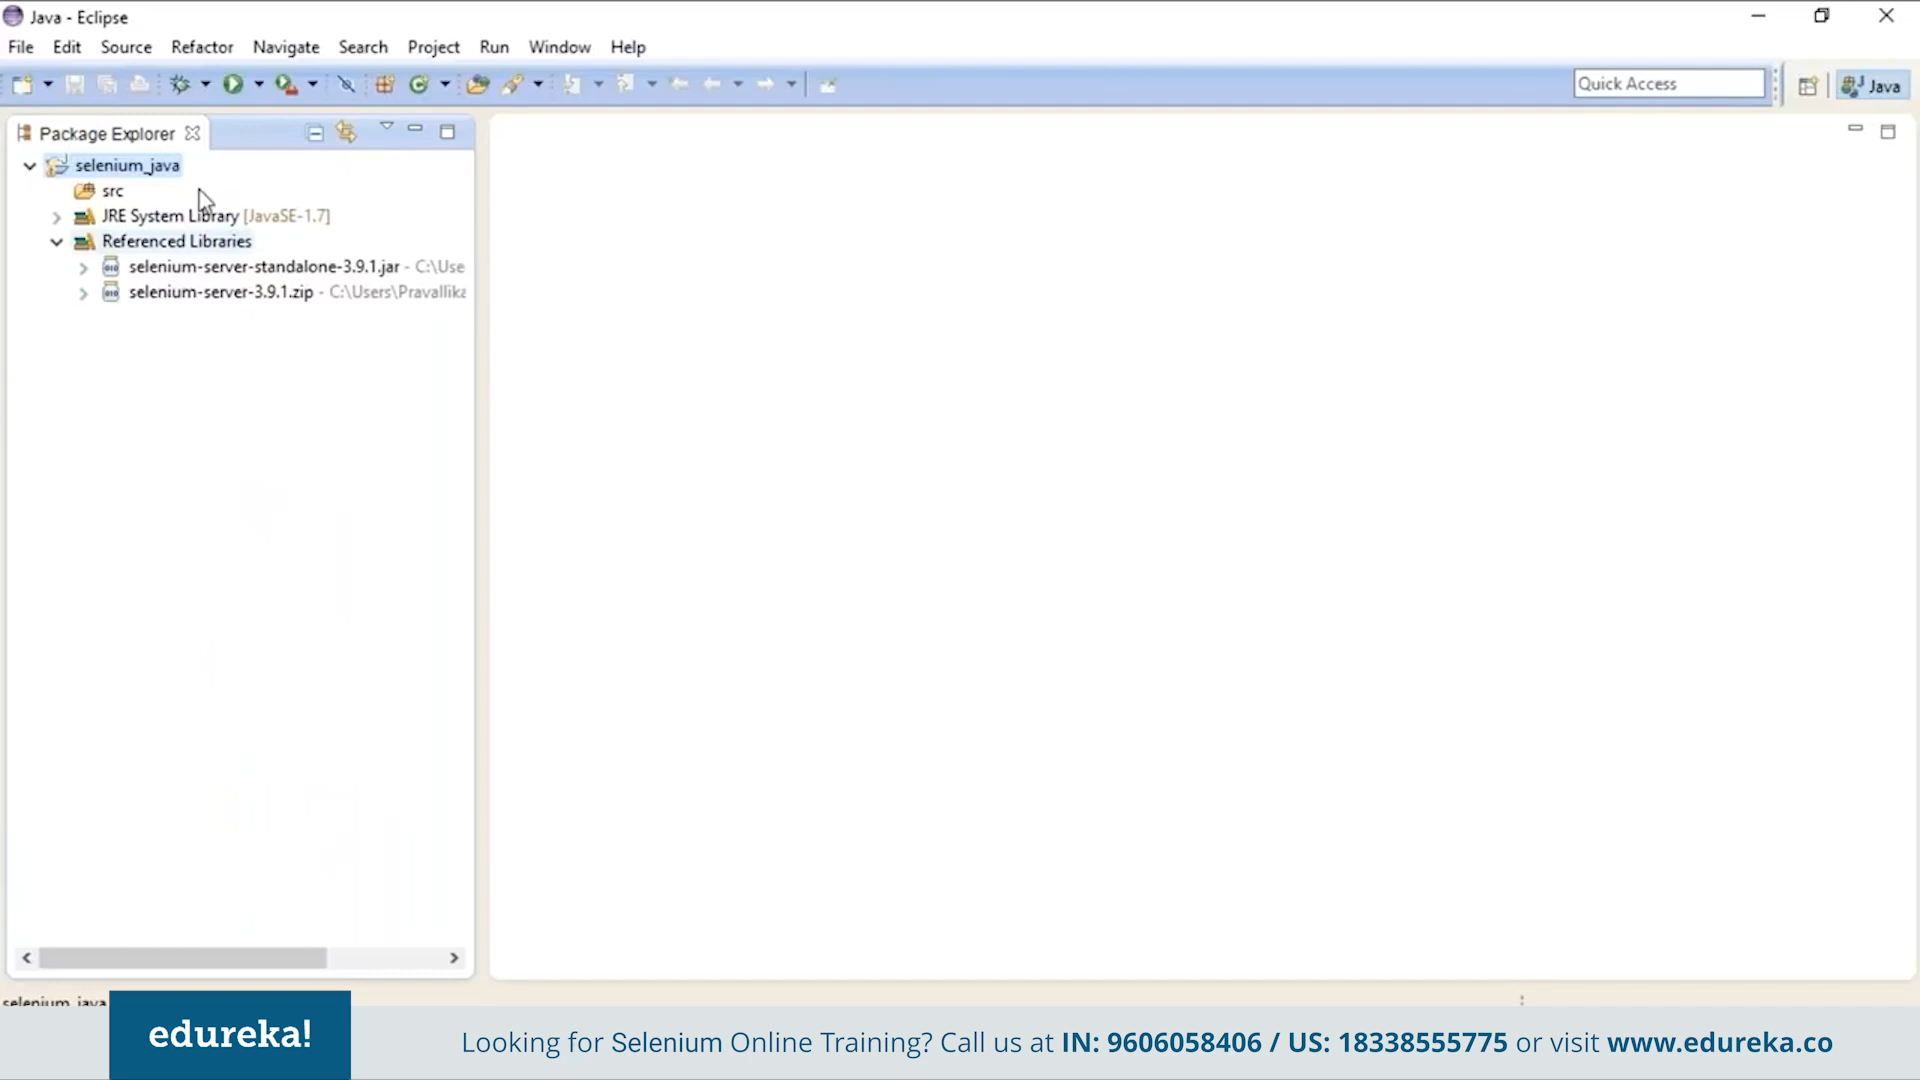 Java - Eclipse
File Edit Source Refactor Navigate Search Project Run Window Help
Quick Access
Java
Package Explorer
selenium_java
src
JRE System Library [JavaSE-1.7]
Referenced Libraries
selenium-server-standalone-3.9.1.jar - C:\Use
selenium-server-3.9.1.zip - C:\Users\Pravallika
selenium_java
edureka!
Looking for Selenium Online Training? Call us at IN: 9606058406 / US: 18338555775 or visit www.edureka.co